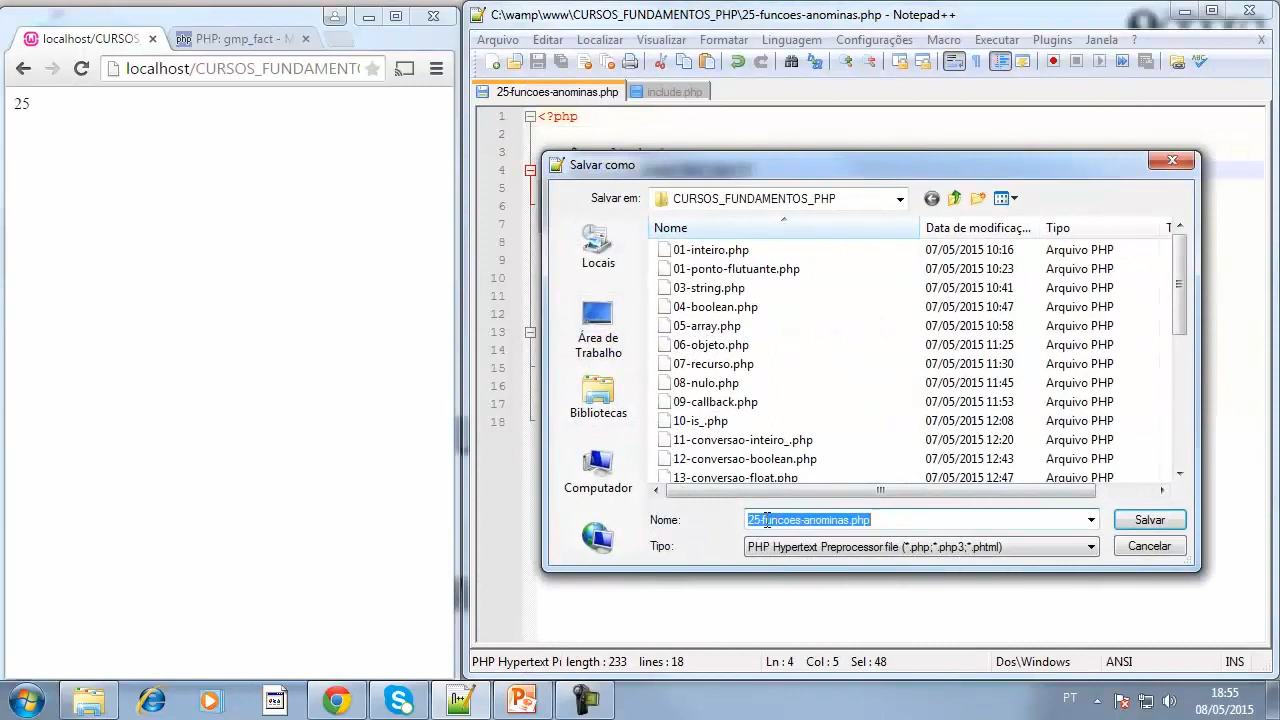 localhost/CURSOS_ ×
php PHP: gmp_fact - M ×
localhost/CURSOS_FUNDAMENTO
25
C:\wamp\www\CURSOS_FUNDAMENTOS_PHP\25-funcoes-anominas.php - Notepad++
Arquivo Editar Localizar Visualizar Formatar Linguagem Configurações Macro Executar Plugins Janela ? X
25-funcoes-anominas.php include.php
1 <?php
2
3
4
5
6
7
8
9
10
11
12
13
14
15
16
17
18
Salvar como
Salvar em: CURSOS_FUNDAMENTOS_PHP
Nome Data de modificaç... Tipo T
01-inteiro.php 07/05/2015 10:16 Arquivo PHP
01-ponto-flutuante.php 07/05/2015 10:23 Arquivo PHP
03-string.php 07/05/2015 10:41 Arquivo PHP
04-boolean.php 07/05/2015 10:47 Arquivo PHP
05-array.php 07/05/2015 10:58 Arquivo PHP
06-objeto.php 07/05/2015 11:25 Arquivo PHP
07-recurso.php 07/05/2015 11:30 Arquivo PHP
08-nulo.php 07/05/2015 11:45 Arquivo PHP
09-callback.php 07/05/2015 11:53 Arquivo PHP
10-is_.php 07/05/2015 12:08 Arquivo PHP
11-conversao-inteiro_.php 07/05/2015 12:20 Arquivo PHP
12-conversao-boolean.php 07/05/2015 12:43 Arquivo PHP
13-conversao-float.php 07/05/2015 12:47 Arquivo PHP
Locais
Área de
Trabalho
Bibliotecas
Computador
Nome: 25-funcoes-anominas.php Salvar
Tipo: PHP Hypertext Preprocessor file (*.php;*.php3;*.phtml) Cancelar
PHP Hypertext Pr length : 233 lines : 18 Ln : 4 Col : 5 Sel : 48 Dos\Windows ANSI INS
PT 18:55
08/05/2015